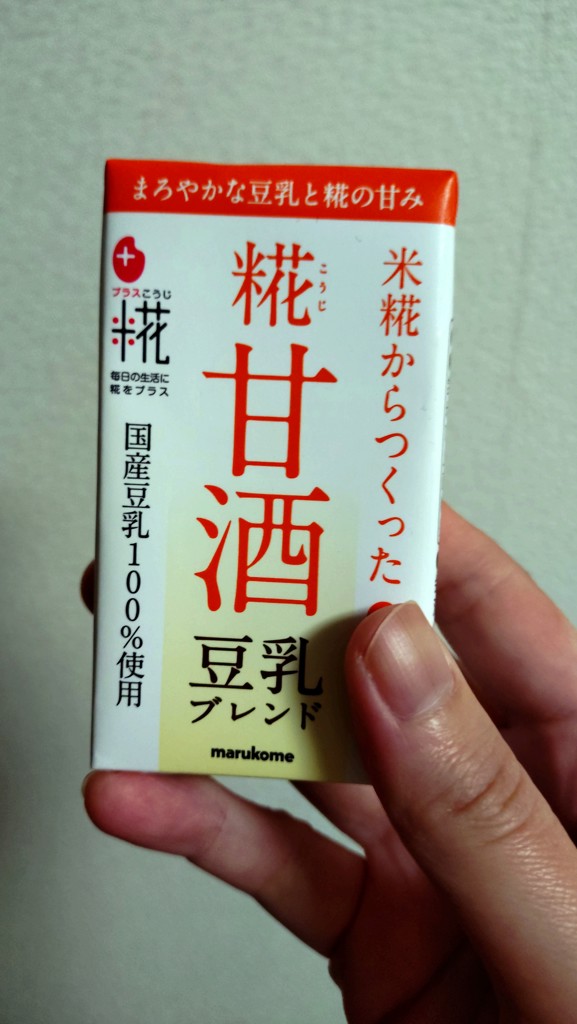 まろやかな豆乳と糀の甘み
米糀からつくった
こうじ
糀甘酒
豆乳
ブレンド
marukome
プラスこうじ
糀
毎日の生活に
糀をプラス
国産豆乳100%使用